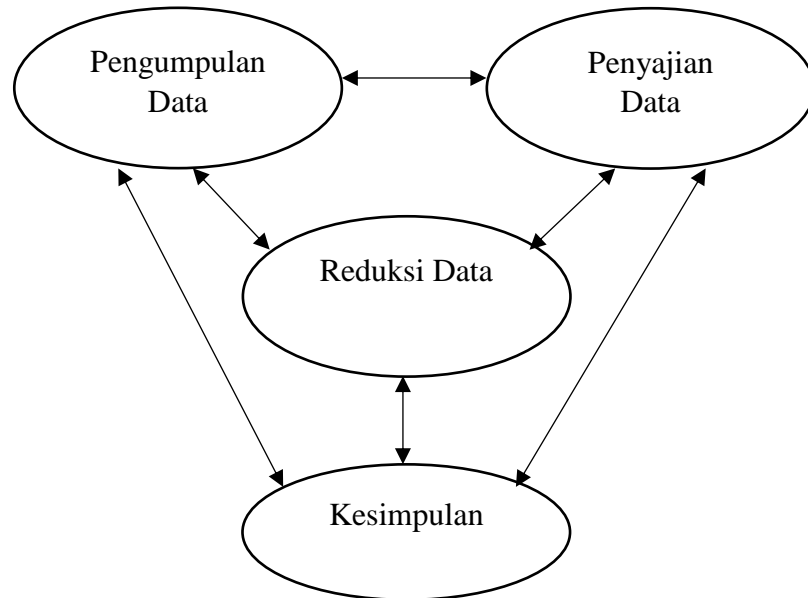 Pengumpulan
Data
Penyajian
Data
Reduksi Data
Kesimpulan